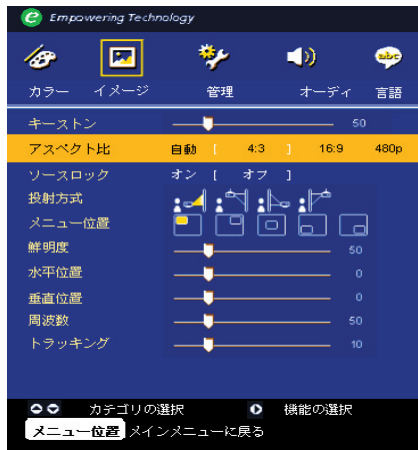 e Empowering Technology
abc
カラー イメージ 管理 オーディ 言語
キーストン 50
アスペクト比 自動 [ 4:3 ] 16:9 480p
ソースロック オン [ オフ ]
投射方式
メニュー位置
鮮明度 50
水平位置 0
垂直位置 0
周波数 50
トラッキング 10
カテゴリの選択 機能の選択
メニュー位置 メインメニューに戻る